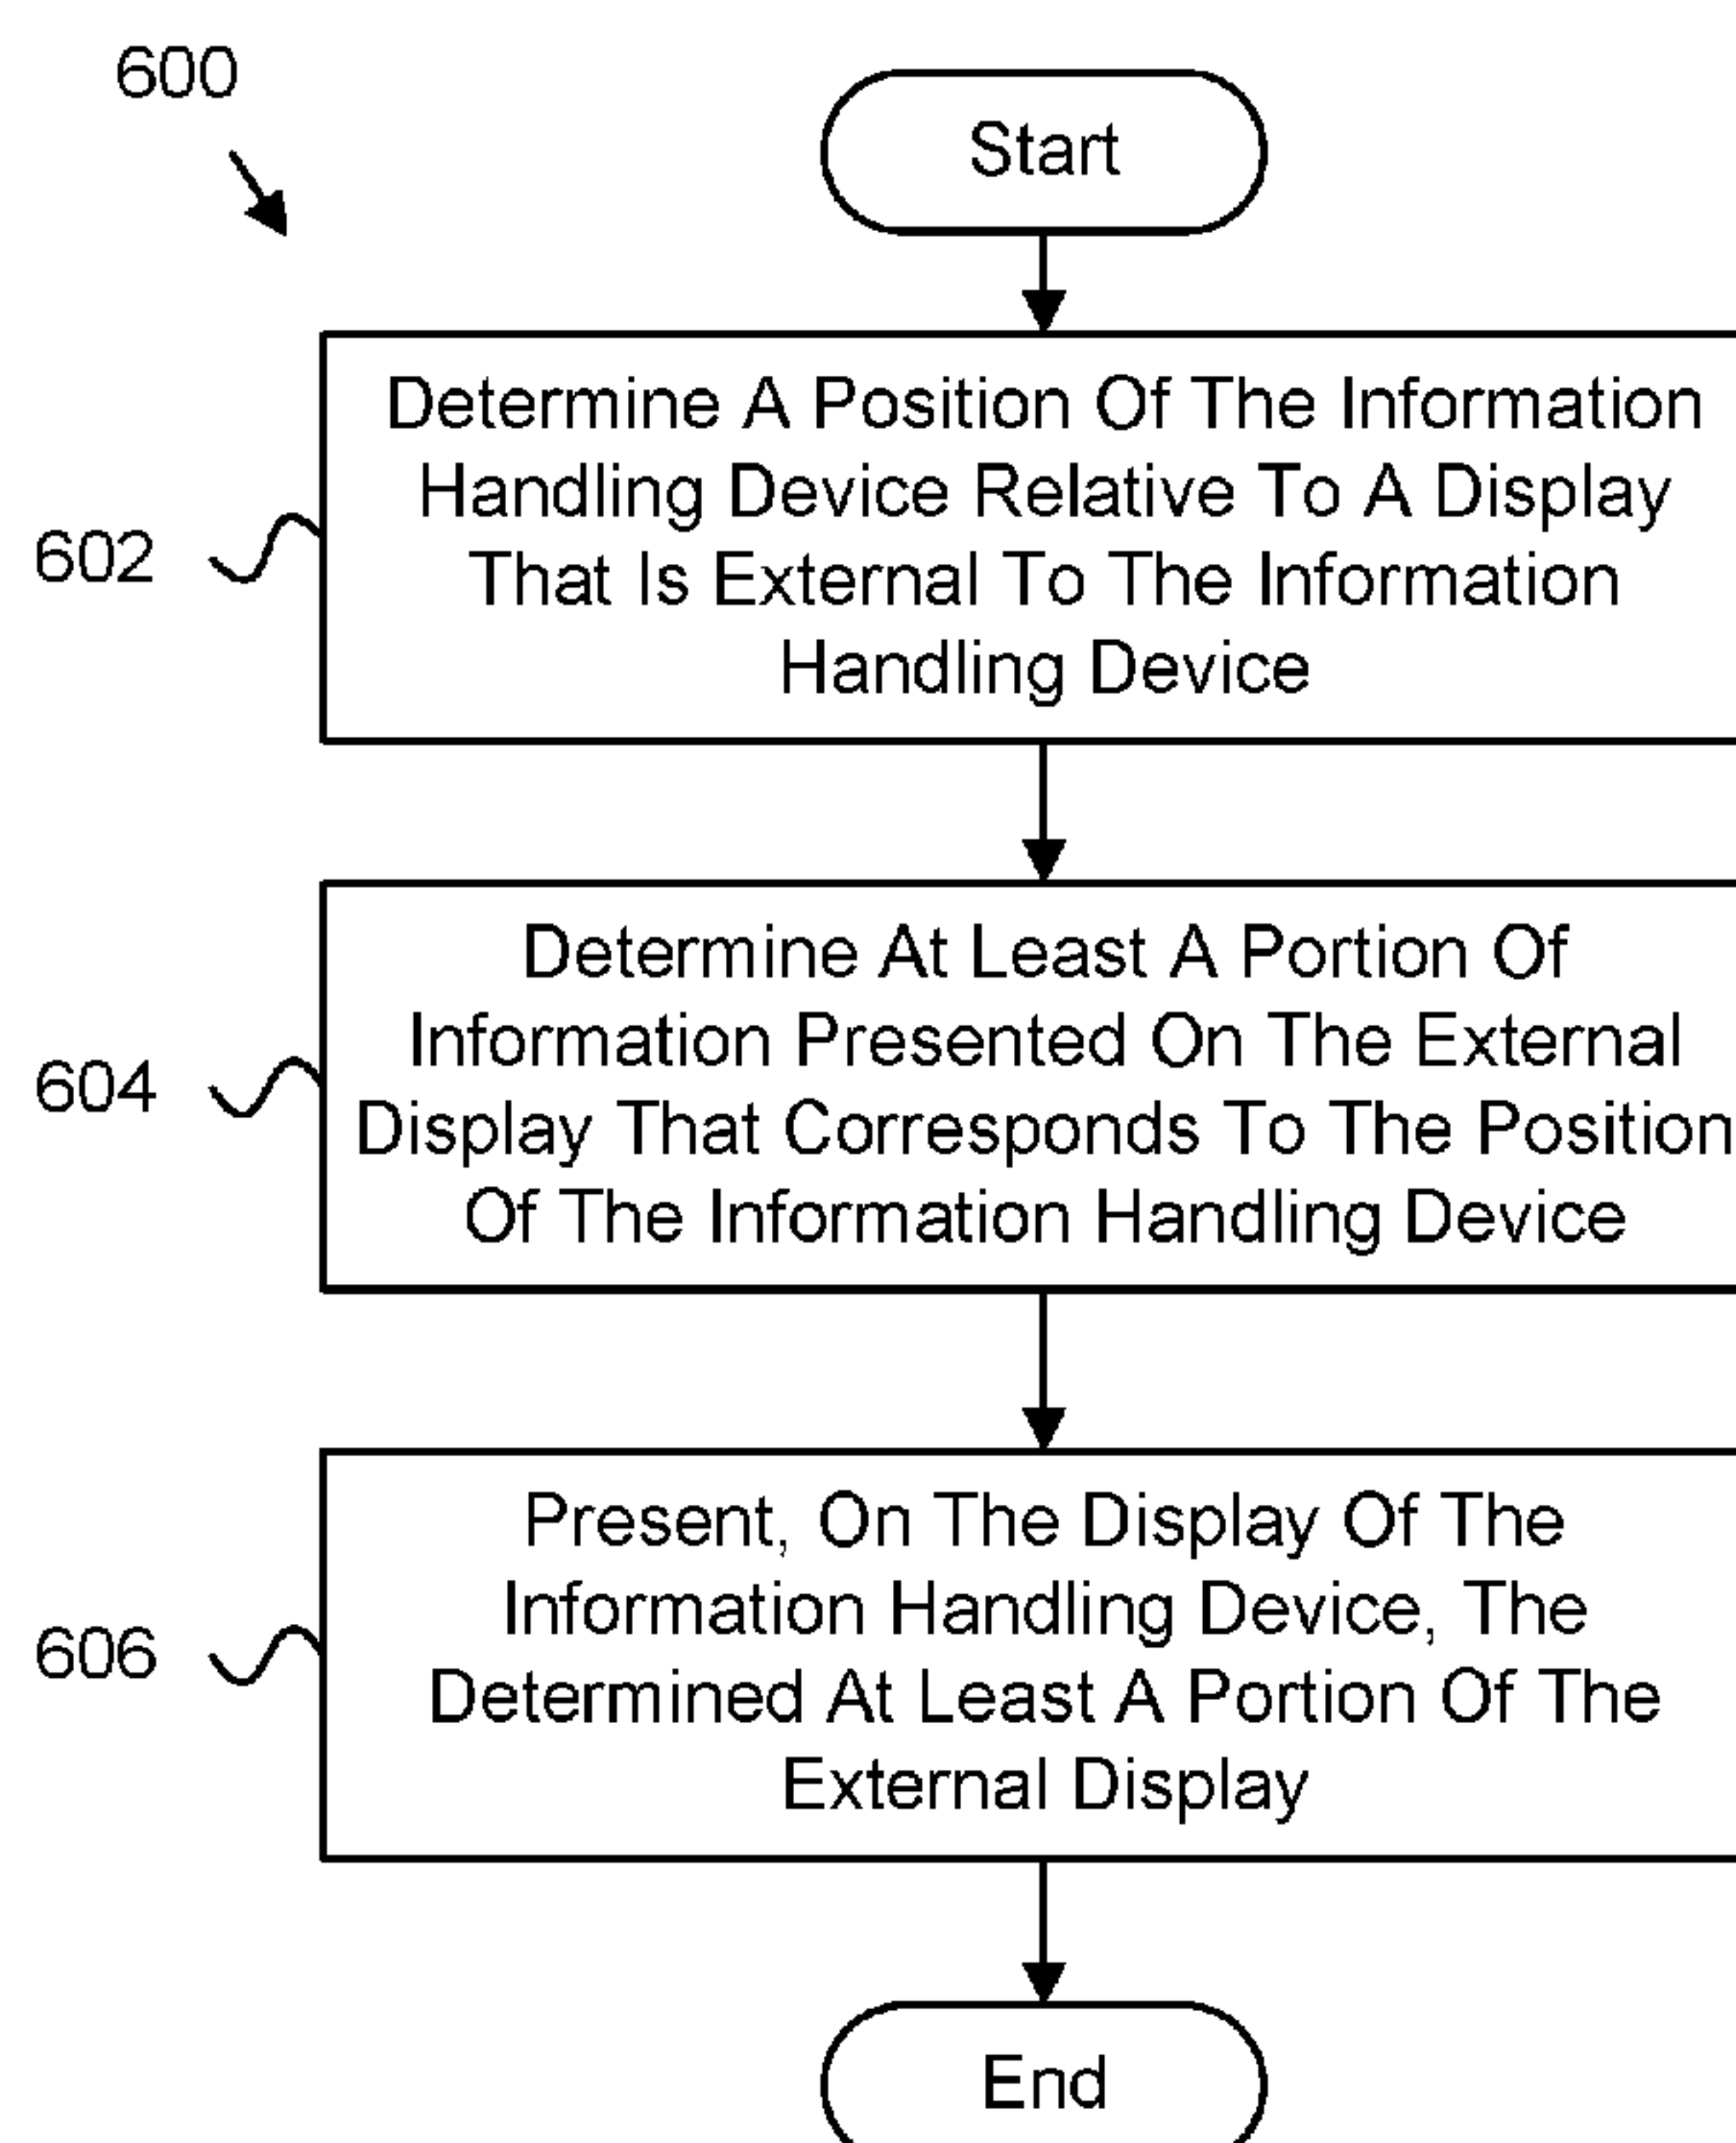 600
Start
602
Determine A Position Of The Information
Handling Device Relative To A Display
That Is External To The Information
Handling Device
604
Determine At Least A Portion Of
Information Presented On The External
Display That Corresponds To The Position
Of The Information Handling Device
606
Present, On The Display Of The
Information Handling Device, The
Determined At Least A Portion Of The
External Display
End